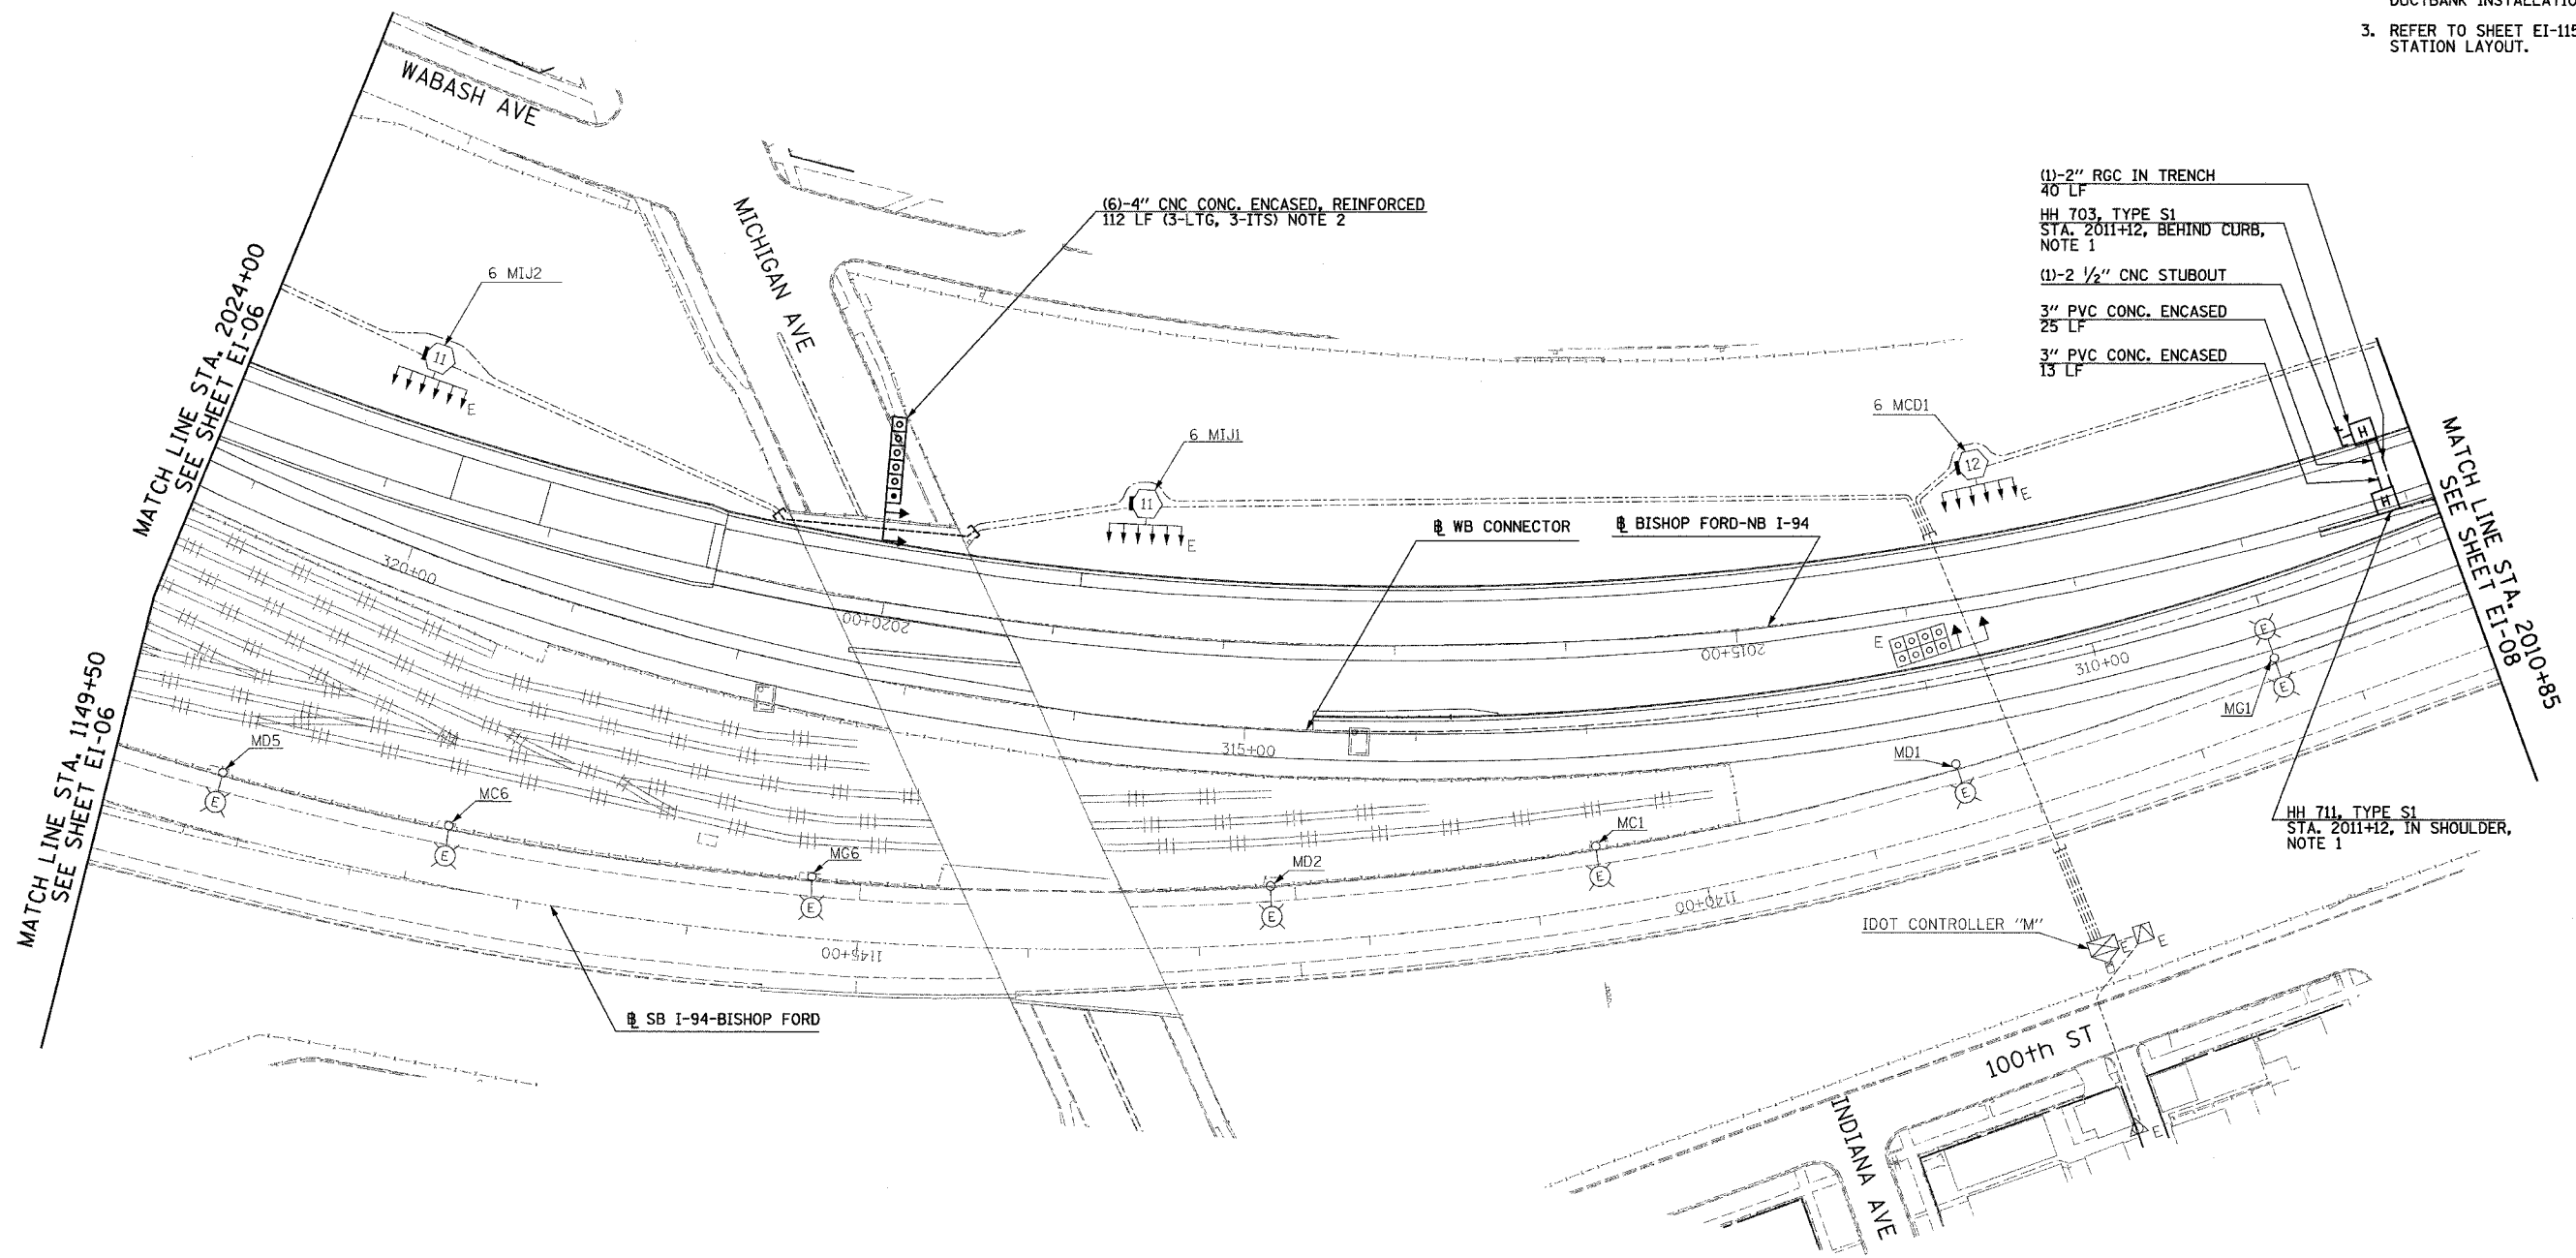 DUCTBANK INSTALLATIO
3. REFER TO SHEET EI-115
STATION LAYOUT.
WABASH AVE
MICHIGAN AVE
(6)-4" CNC CONC. ENCASED, REINFORCED
112 LF (3-LTG, 3-ITS) NOTE 2
(1)-2" RGC IN TRENCH
40 LF
HH 703, TYPE S1
STA. 2011+12, BEHIND CURB,
NOTE 1
(1)-2 1/2" CNC STUBOUT
3" PVC CONC. ENCASED
25 LF
3" PVC CONC. ENCASED
13 LF
MATCH LINE STA. 2024+00
SEE SHEET EI-06
6 MIJ2
11
E
6 MIJ1
11
E
6 MCD1
12
E
H
H
MATCH LINE STA. 2010+85
SEE SHEET EI-08
℄ WB CONNECTOR
℄ BISHOP FORD-NB I-94
320+00
2020+00
2015+00
E
310+00
315+00
MATCH LINE STA. 1149+50
SEE SHEET EI-06
MD5
E
MC6
E
MG6
E
MD2
E
MC1
E
MD1
E
MG1
E
E
1145+00
1140+00
HH 711, TYPE S1
STA. 2011+12, IN SHOULDER,
NOTE 1
IDOT CONTROLLER "M"
E
E
℄ SB I-94-BISHOP FORD
100th ST
INDIANA AVE
E